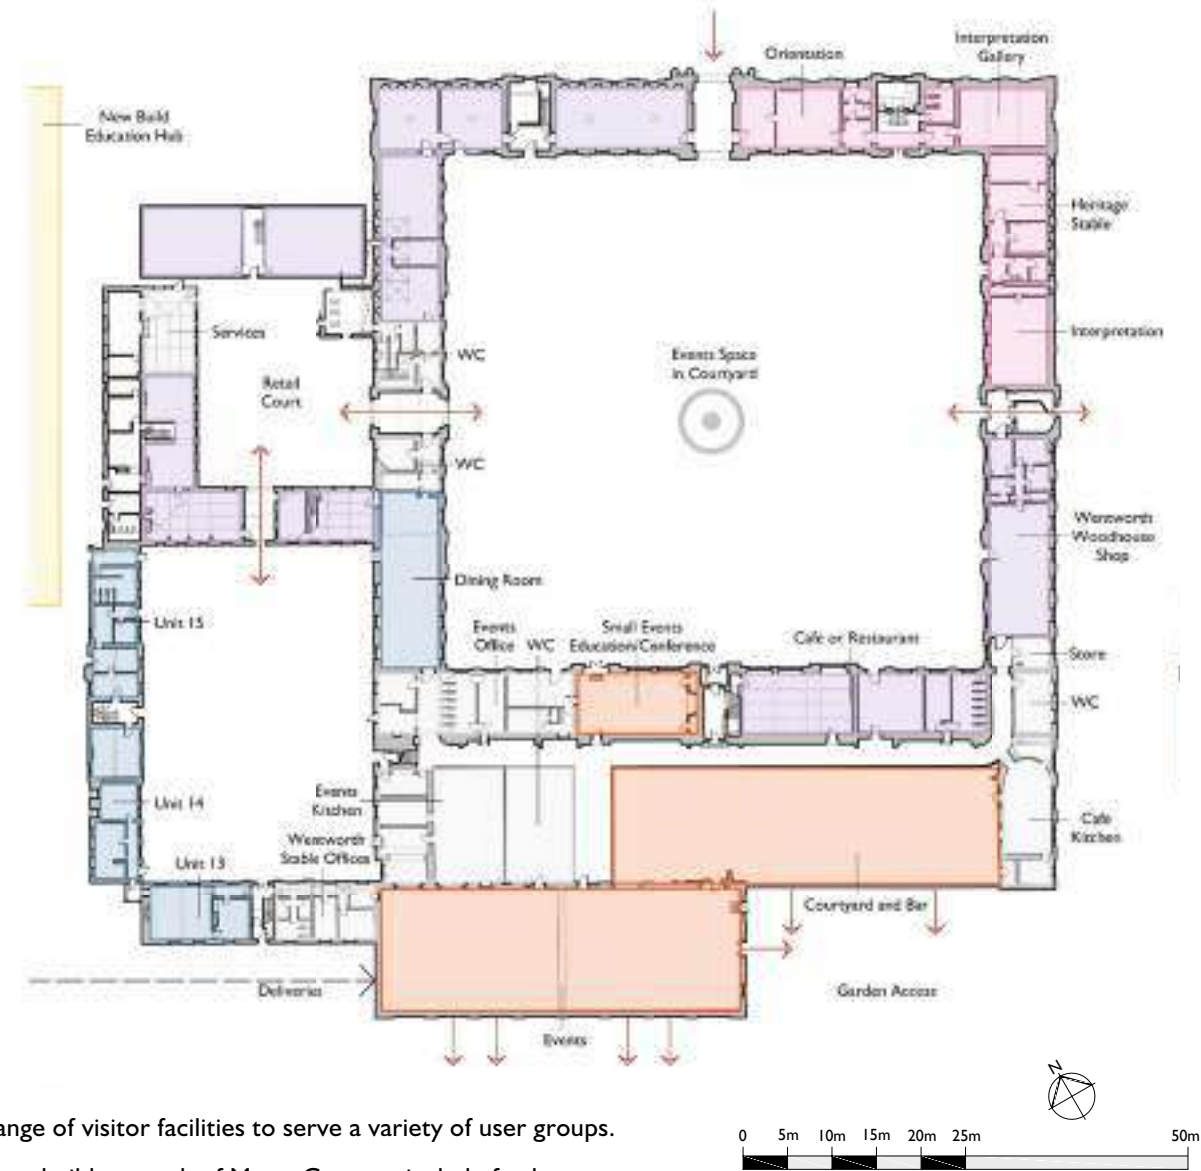 Orientation
Interpretation
Gallery
New Build
Education Hub
Heritage
Stable
Services
Interpretation
WC
Events Space
in Courtyard
Retail
Court
WC
Wentworth
Woodhouse
Shop
Dining Room
Unit 15
Events
Office
WC
Small Events
Education/Conference
Cafe or Restaurant
Store
WC
Events
Kitchen
Unit 14
Cafe
Kitchen
Wentworth
Stable Offices
Unit 13
Courtyard and Bar
Deliveries
Garden Access
Events
N
ange of visitor facilities to serve a variety of user groups.
0 5m 10m 15m 20m 25m 50m